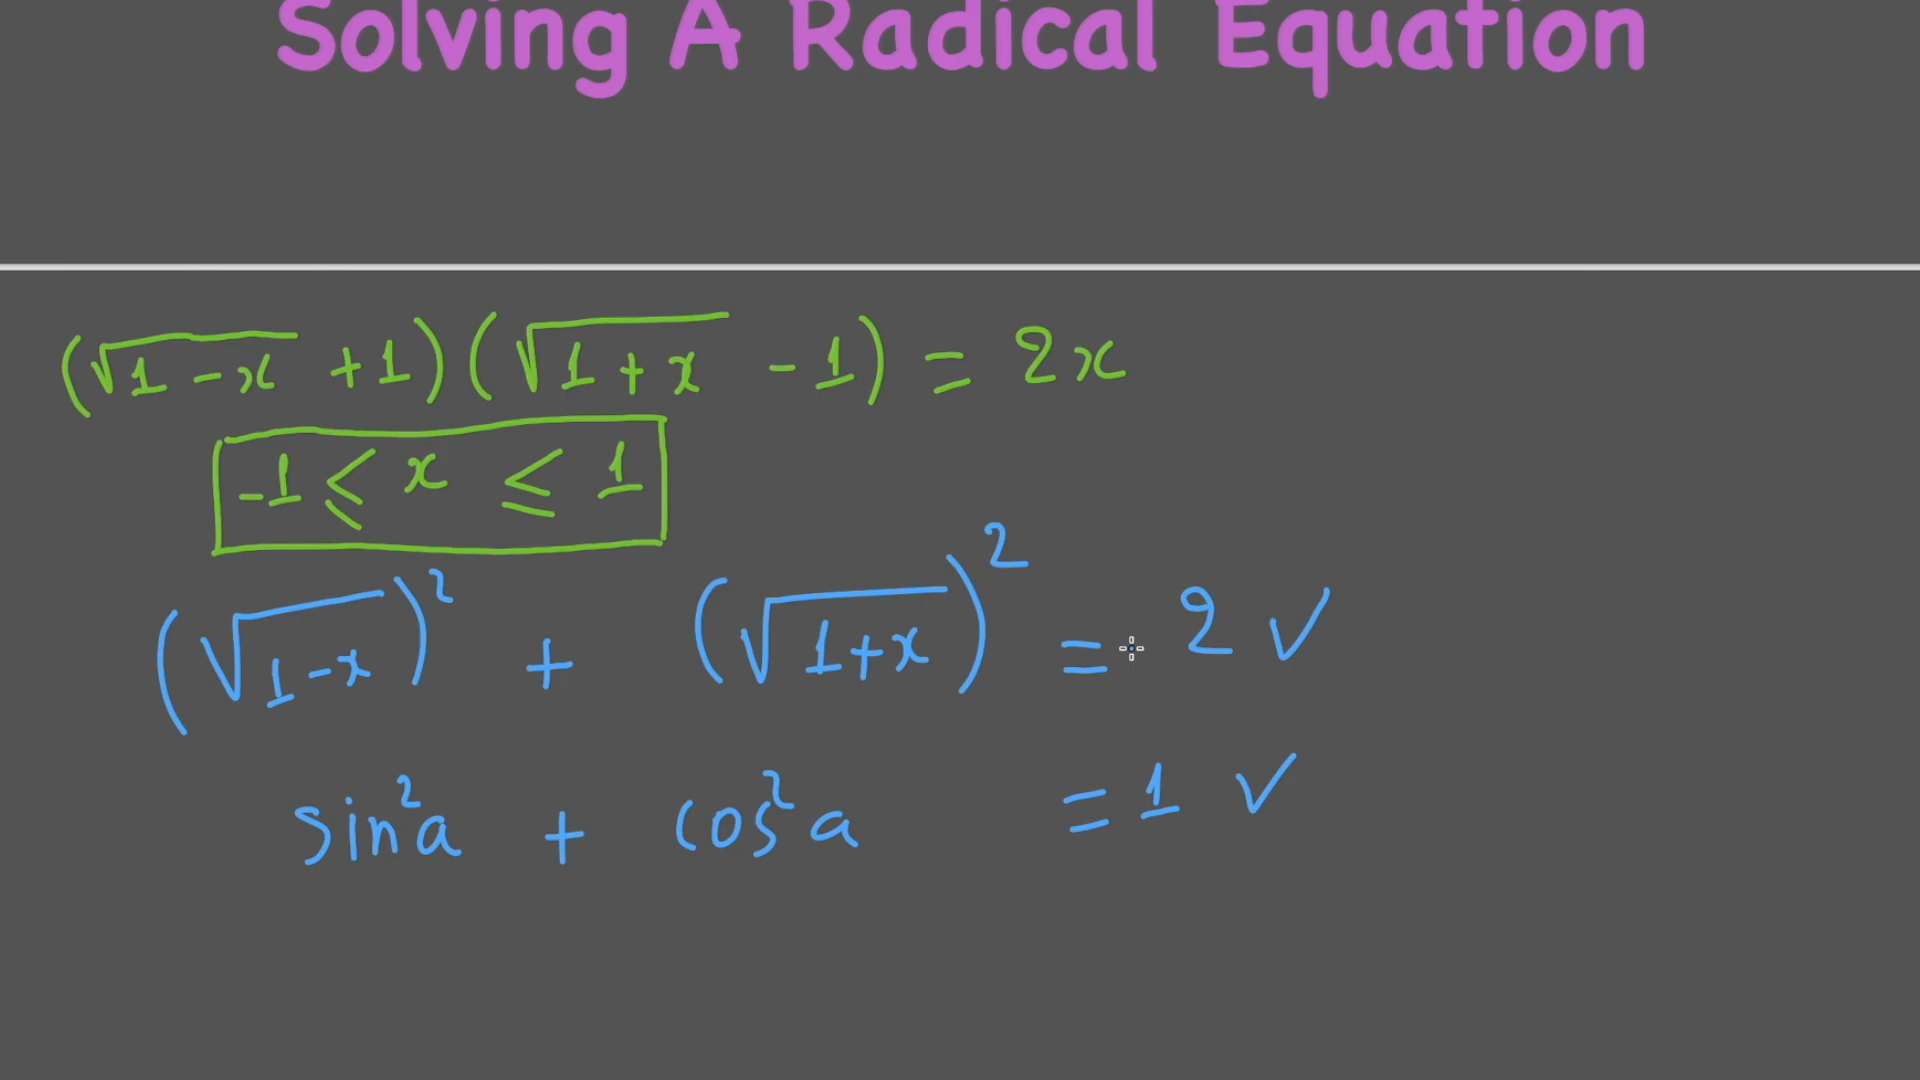 Solving A Radical Equation
(√(1-x) +1)(√(1+x) -1) = 2x
-1 ≤ x ≤ 1
(√(1-x))² + (√(1+x))² = 2 ✓
sin²a + cos²a = 1 ✓